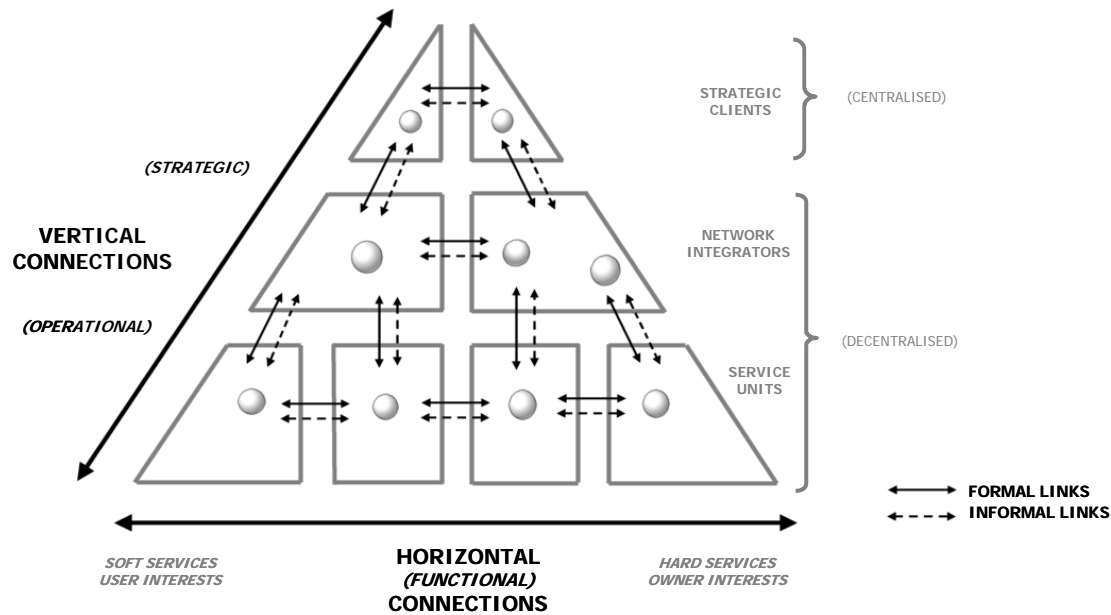 STRATEGIC
CLIENTS
(CENTRALISED)
(STRATEGIC)
VERTICAL
CONNECTIONS
NETWORK
INTEGRATORS
(OPERATIONAL)
(DECENTRALISED)
SERVICE
UNITS
FORMAL LINKS
INFORMAL LINKS
SOFT SERVICES
USER INTERESTS
HORIZONTAL
(FUNCTIONAL)
CONNECTIONS
HARD SERVICES
OWNER INTERESTS